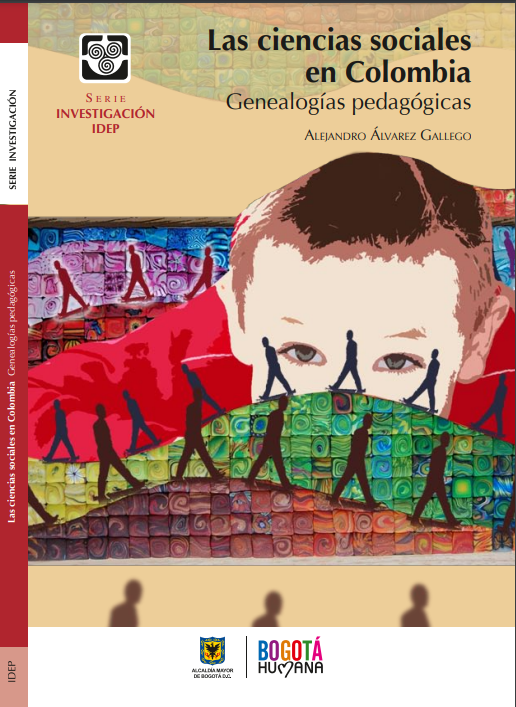 Las ciencias sociales
en Colombia
Genealogías pedagógicas
Alejandro Álvarez Gallego
Serie
INVESTIGACIÓN
IDEP
SERIE INVESTIGACIÓN
Las ciencias sociales en Colombia Genealogías pedagógicas
IDEP
ALCALDÍA MAYOR
DE BOGOTÁ D.C.
BOGOTÁ
HUMANA